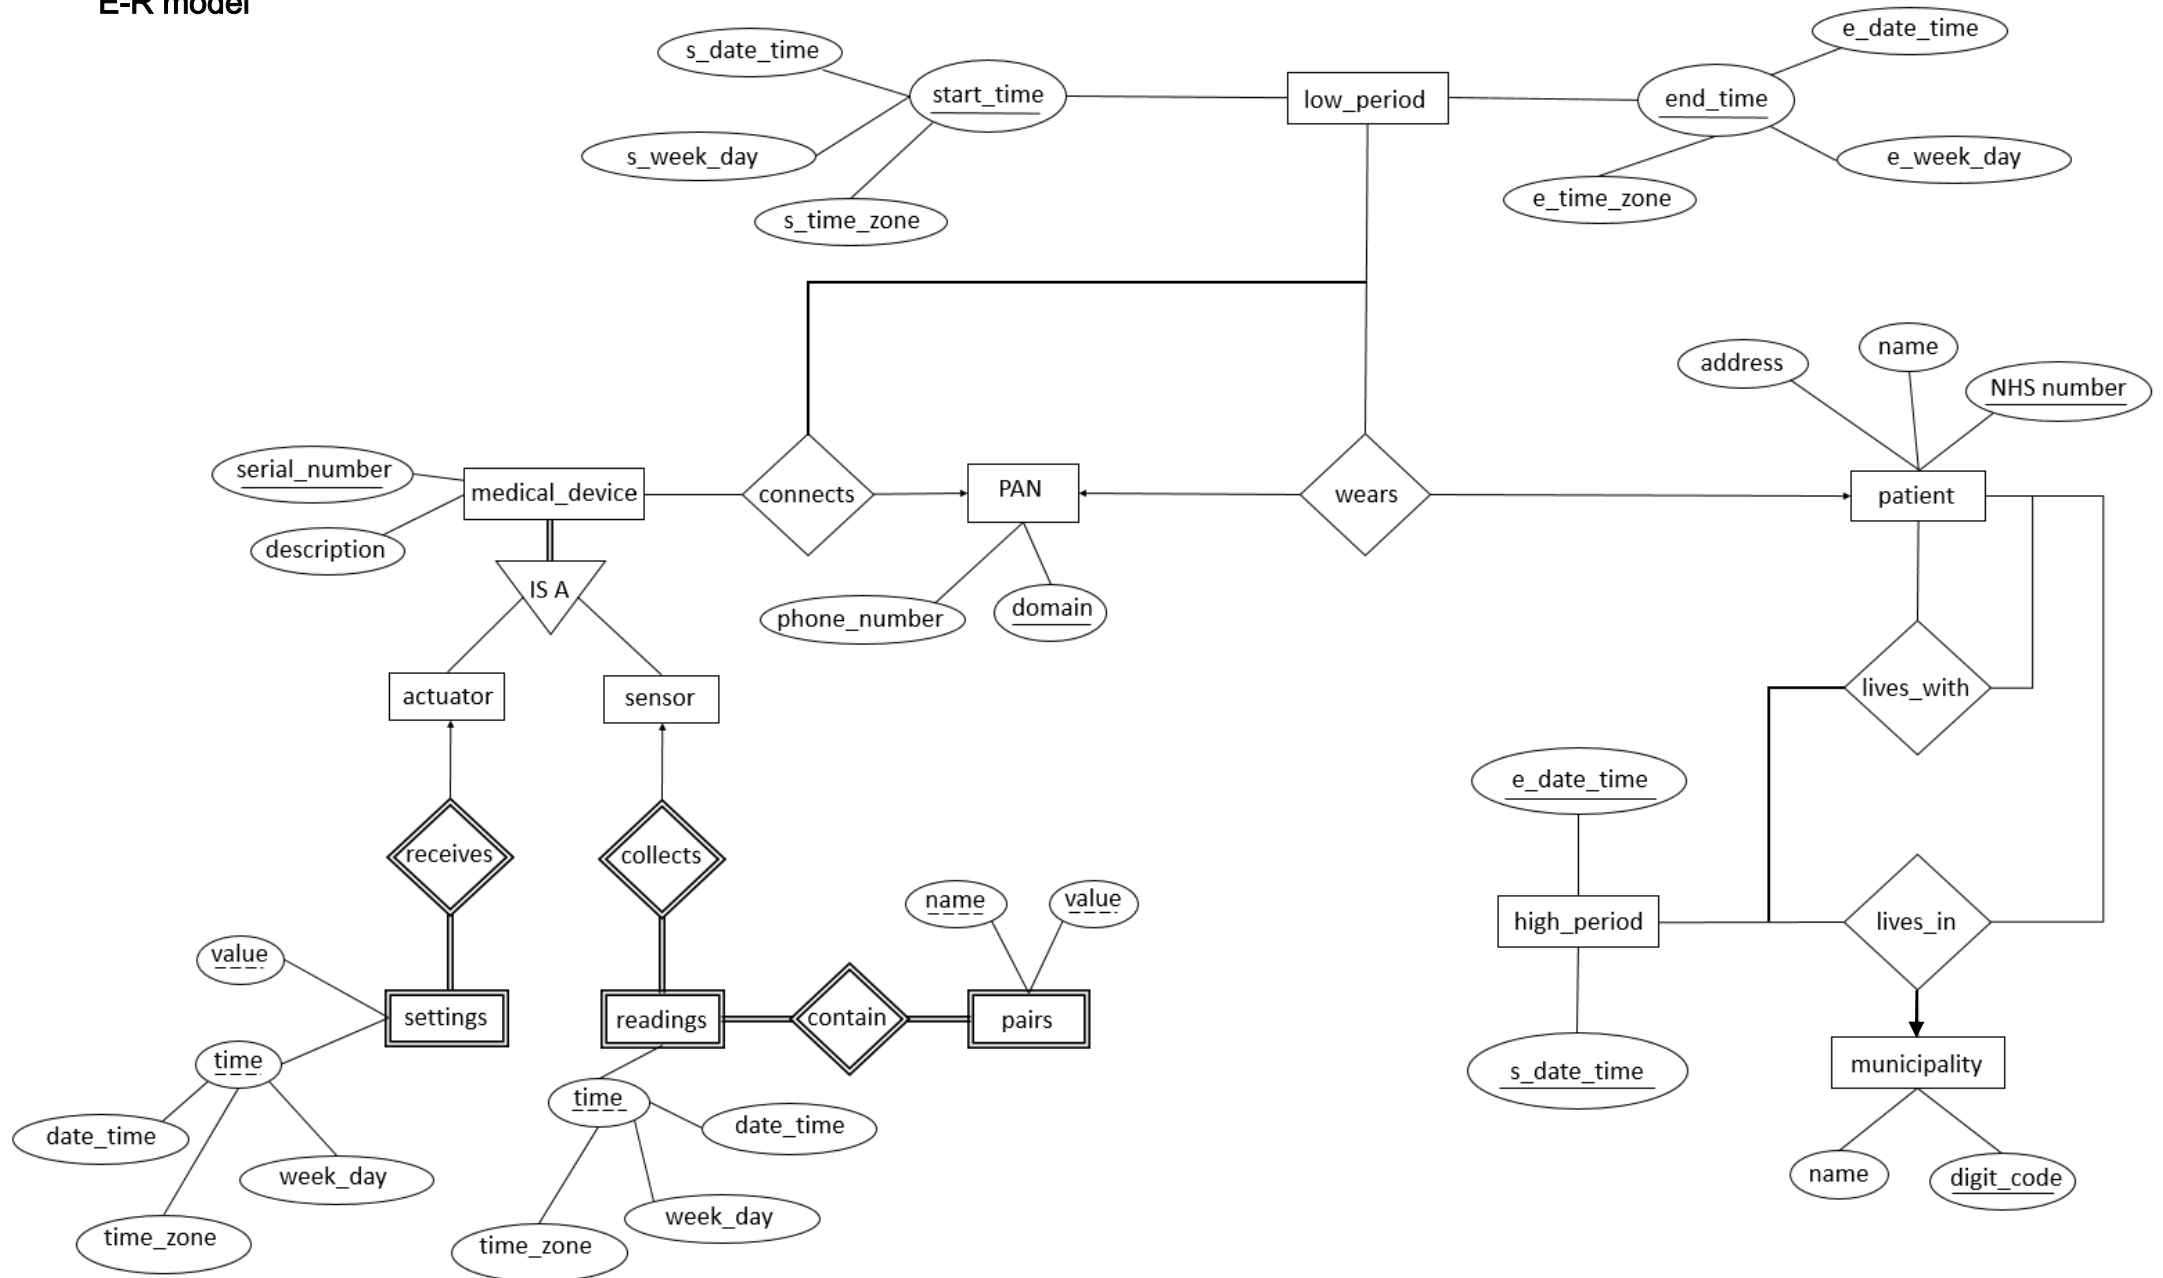 E-R model
e_date_time
s_date_time
start_time
low_period
end_time
s_week_day
e_week_day
e_time_zone
s_time_zone
name
address
NHS number
serial_number
medical_device
connects
PAN
wears
patient
description
IS A
phone_number
domain
actuator
sensor
lives_with
e_date_time
receives
collects
name
value
high_period
lives_in
value
settings
readings
contain
pairs
time
time
s_date_time
municipality
date_time
date_time
week_day
name
digit_code
time_zone
week_day
time_zone